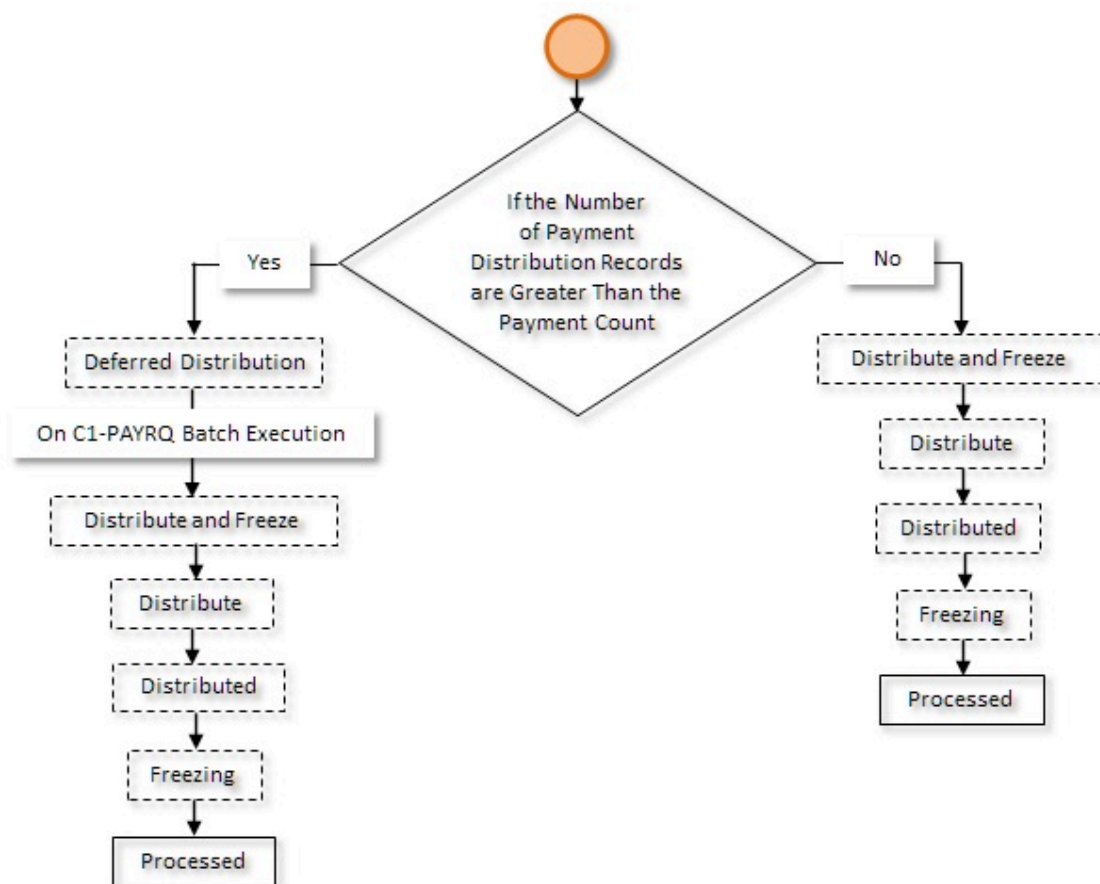 If the Number
of Payment
Distribution Records
are Greater Than the
Payment Count
Yes
No
Deferred Distribution
On C1-PAYRQ Batch Execution
Distribute and Freeze
Distribute
Distributed
Freezing
Processed
Distribute and Freeze
Distribute
Distributed
Freezing
Processed